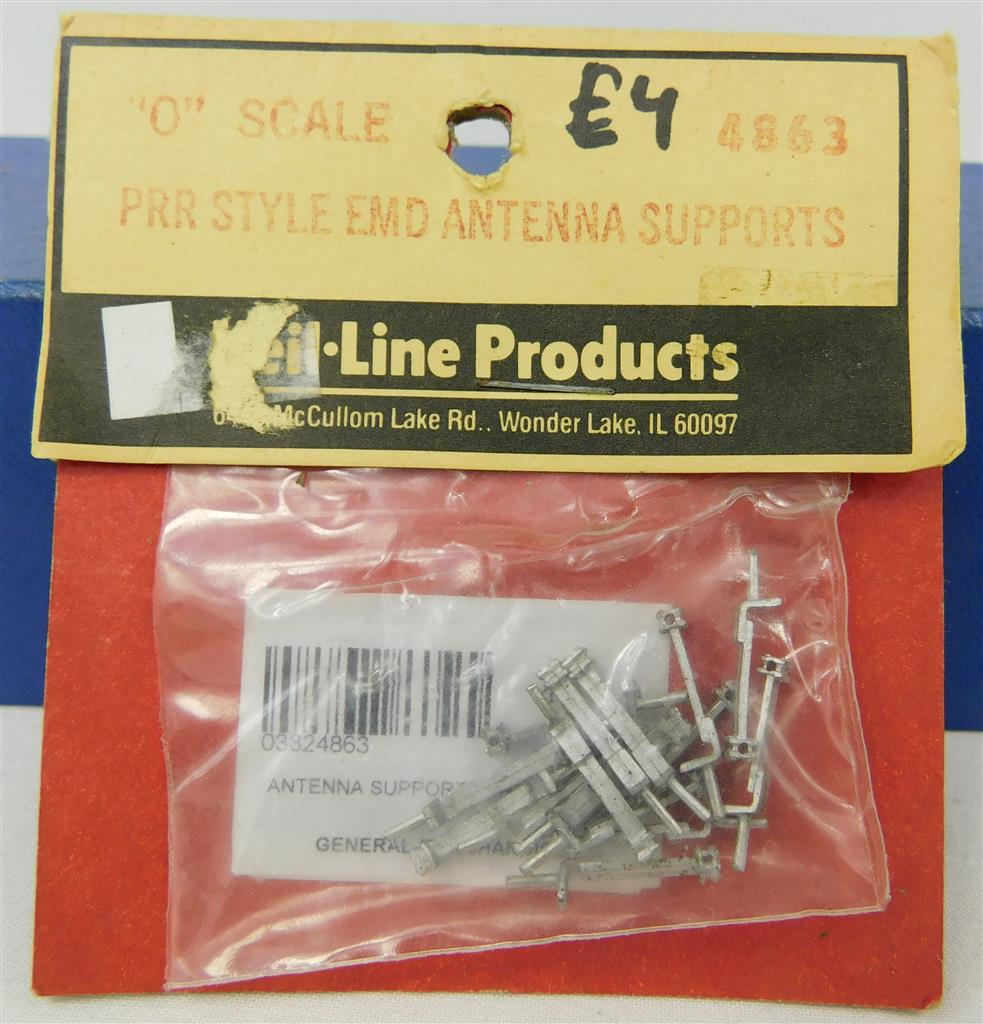 "O" SCALE E4 4863
PRR STYLE EMD ANTENNA SUPPORTS
Line Products
McCullom Lake Rd., Wonder Lake, IL 60097
03324863
ANTENNA SUPPORT
GENERAL